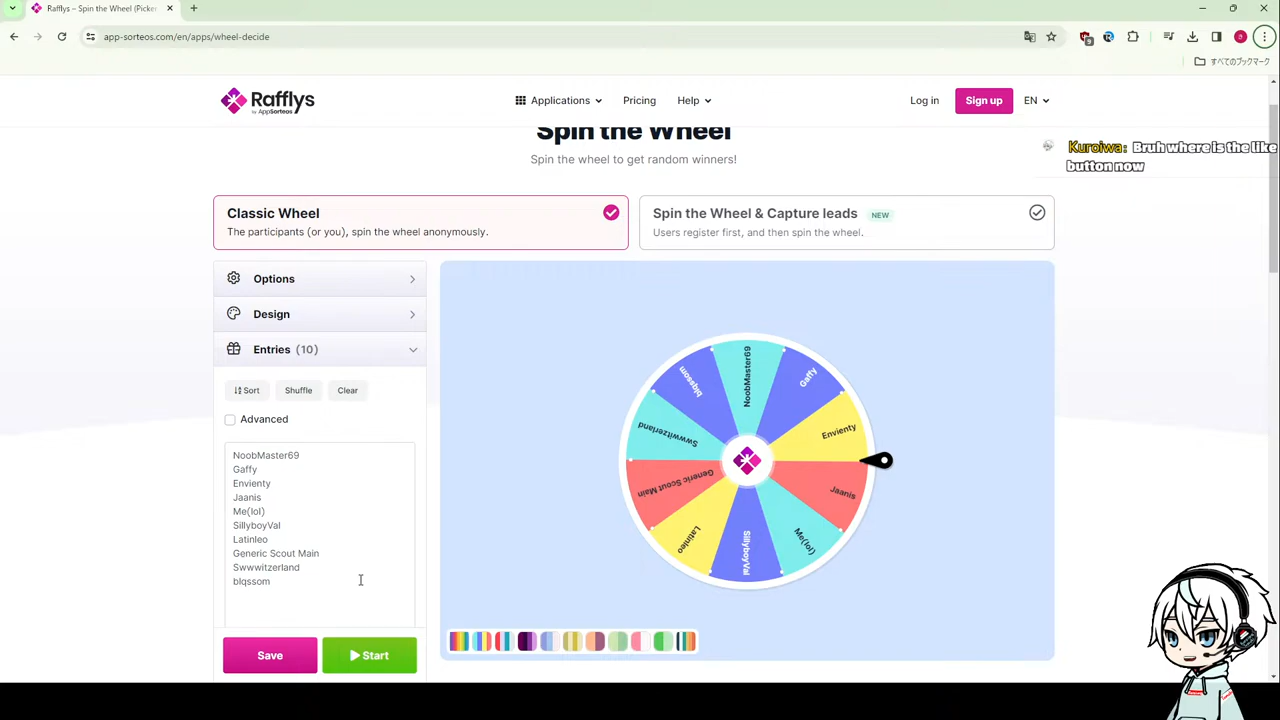 Rafflys – Spin the Wheel (Picker
app-sorteos.com/en/apps/wheel-decide
すべてのブックマーク
Rafflys
by AppSorteos
Applications
Pricing
Help
Log in
Sign up
EN
Spin the Wheel
Spin the wheel to get random winners!
Kuroiwa: Bruh where is the like
button now
Classic Wheel
The participants (or you), spin the wheel anonymously.
Spin the Wheel & Capture leads NEW
Users register first, and then spin the wheel.
Options
Design
Entries (10)
Sort
Shuffle
Clear
Advanced
NoobMaster69
Gaffy
Envienty
Jaanis
Me(lol)
SillyboyVal
Latinleo
Generic Scout Main
Swwwitzerland
blqssom
Save
Start
NoobMaster69
Gaffy
Envienty
Jaanis
Me(lol)
SillyboyVal
Latinleo
Generic Scout Main
Swwwitzerland
blqssom